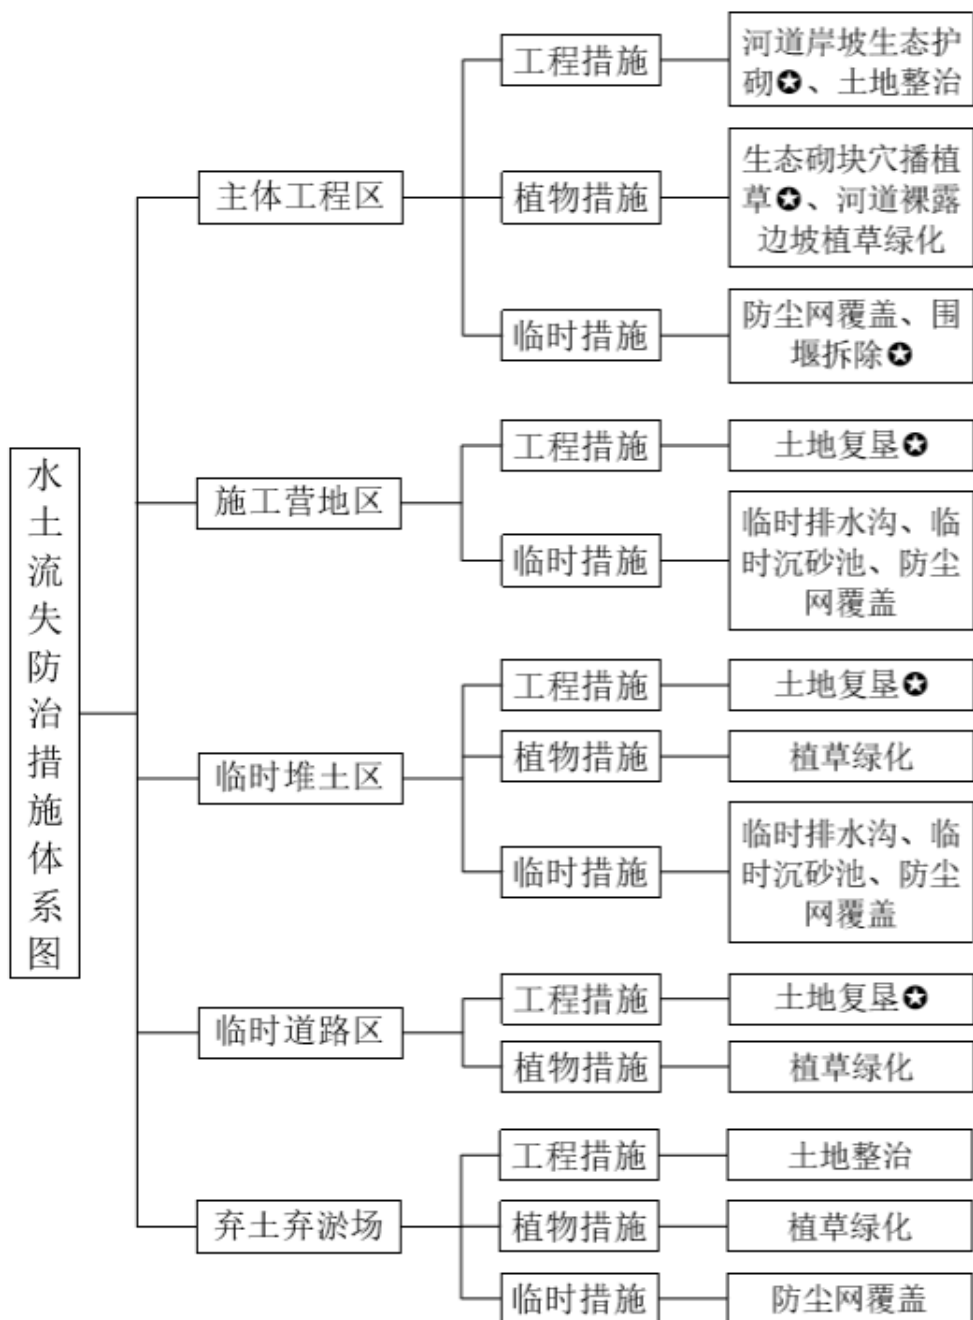 水土流失防治措施体系图
主体工程区
工程措施
河道岸坡生态护
砌✪、土地整治
植物措施
生态砌块穴播植
草✪、河道裸露
边坡植草绿化
临时措施
防尘网覆盖、围
堰拆除✪
施工营地区
工程措施
土地复垦✪
临时措施
临时排水沟、临
时沉砂池、防尘
网覆盖
临时堆土区
工程措施
土地复垦✪
植物措施
植草绿化
临时措施
临时排水沟、临
时沉砂池、防尘
网覆盖
临时道路区
工程措施
土地复垦✪
植物措施
植草绿化
弃土弃淤场
工程措施
土地整治
植物措施
植草绿化
临时措施
防尘网覆盖